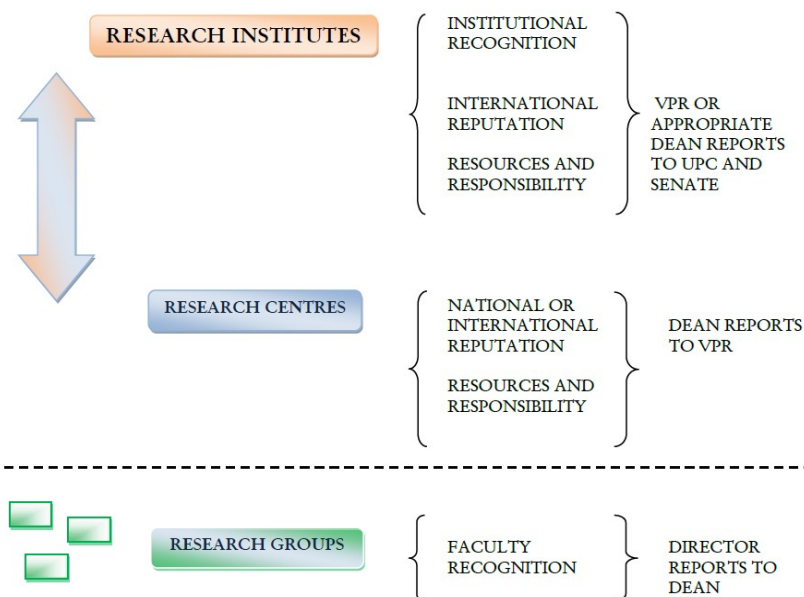 RESEARCH INSTITUTES
INSTITUTIONAL
RECOGNITION
INTERNATIONAL
REPUTATION
RESOURCES AND
RESPONSIBILITY
VPR OR
APPROPRIATE
DEAN REPORTS
TO UPC AND
SENATE
RESEARCH CENTRES
NATIONAL OR
INTERNATIONAL
REPUTATION
RESOURCES AND
RESPONSIBILITY
DEAN REPORTS
TO VPR
RESEARCH GROUPS
FACULTY
RECOGNITION
DIRECTOR
REPORTS TO
DEAN